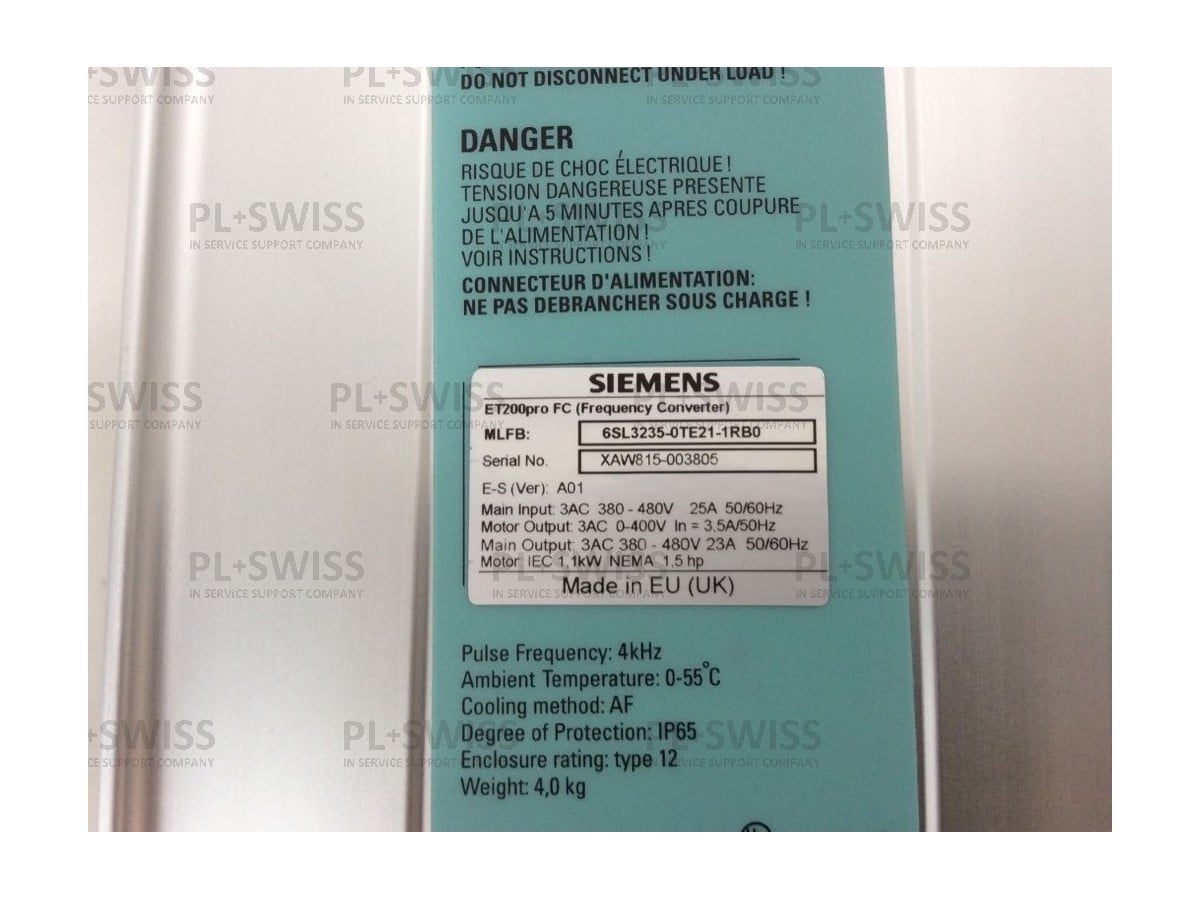 DO NOT DISCONNECT UNDER LOAD !
DANGER
RISQUE DE CHOC ÉLECTRIQUE !
TENSION DANGEREUSE PRESENTE
JUSQU'A 5 MINUTES APRES COUPURE
DE L'ALIMENTATION !
VOIR INSTRUCTIONS !
CONNECTEUR D'ALIMENTATION:
NE PAS DEBRANCHER SOUS CHARGE !
SIEMENS
ET200pro FC (Frequency Converter)
MLFB: 6SL3235-0TE21-1RB0
Serial No. XAW815-003805
E-S (Ver): A01
Main Input: 3AC 380 - 480V 25A 50/60Hz
Motor Output: 3AC 0-400V In = 3,5A/50Hz
Main Output: 3AC 380 - 480V 23A 50/60Hz
Motor: IEC 1,1kW NEMA 1,5 hp
Made in EU (UK)
Pulse Frequency: 4kHz
Ambient Temperature: 0-55°C
Cooling method: AF
Degree of Protection: IP65
Enclosure rating: type 12
Weight: 4,0 kg
PL+SWISS
IN SERVICE SUPPORT COMPANY